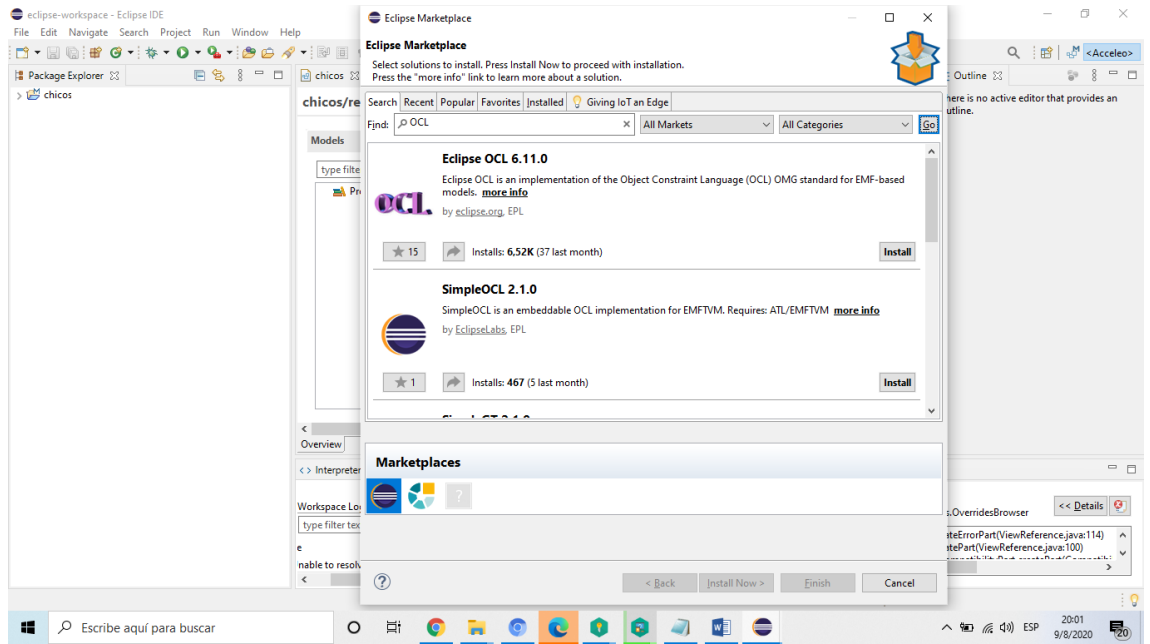 eclipse-workspace - Eclipse IDE
File Edit Navigate Search Project Run Window Help
<Acceleo>
Package Explorer
chicos
chicos
chicos/re
Models
type filte
Pr
Overview
Interpreter
Workspace Lo
type filter tex
e
nable to resolv
Eclipse Marketplace
Eclipse Marketplace
Select solutions to install. Press Install Now to proceed with installation.
Press the "more info" link to learn more about a solution.
Search Recent Popular Favorites Installed Giving IoT an Edge
Find: OCL All Markets All Categories Go
Eclipse OCL 6.11.0
Eclipse OCL is an implementation of the Object Constraint Language (OCL) OMG standard for EMF-based
models. more info
OCL
by eclipse.org, EPL
15 Installs: 6,52K (37 last month) Install
SimpleOCL 2.1.0
SimpleOCL is an embeddable OCL implementation for EMFTVM. Requires: ATL/EMFTVM more info
by EclipseLabs, EPL
1 Installs: 467 (5 last month) Install
Marketplaces
?
? < Back Install Now > Finish Cancel
Outline
here is no active editor that provides an
utline.
<< Details
s.OverridesBrowser
ateErrorPart(ViewReference.java:114)
atePart(ViewReference.java:100)
Escribe aquí para buscar
ESP
20:01
9/8/2020
20